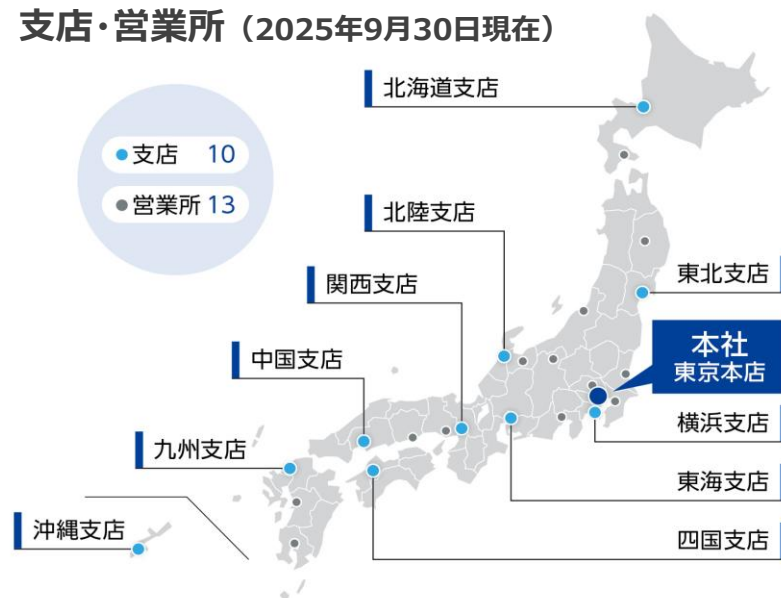 支店・営業所（2025年9月30日現在）
支店 10
営業所 13
北海道支店
北陸支店
関西支店
中国支店
九州支店
沖縄支店
東北支店
本社
東京本店
横浜支店
東海支店
四国支店